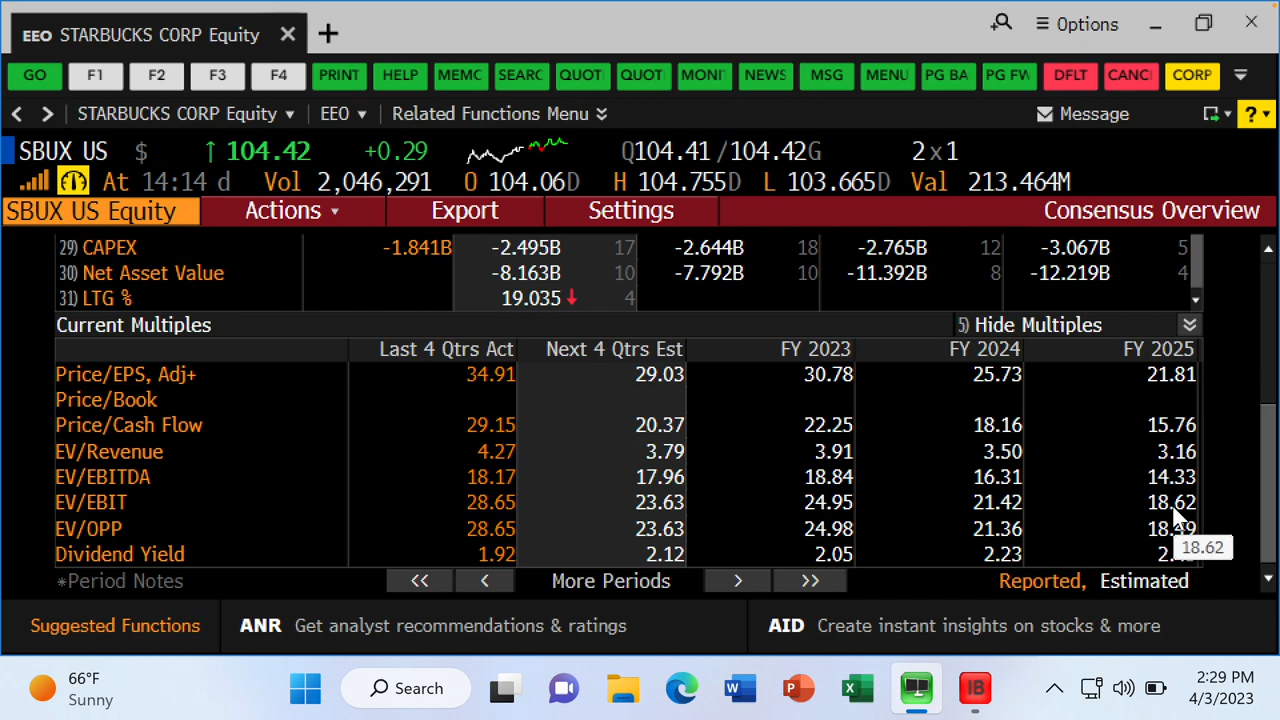 EEO STARBUCKS CORP Equity ✕ +
☰ Options
GO F1 F2 F3 F4 PRINT HELP MEMC SEARC QUOTI QUOTI MONI NEWS MSG MENU PG BA PG FW DFLT CANCI CORP
< > STARBUCKS CORP Equity ▾ EEO ▾ Related Functions Menu Message ? ▾
SBUX US $ ↑ 104.42 +0.29 Q104.41 /104.42G 2 x 1
At 14:14 d Vol 2,046,291 O 104.06D H 104.755D L 103.665D Val 213.464M
SBUX US Equity Actions ▾ Export Settings Consensus Overview
29) CAPEX -1.841B -2.495B 17 -2.644B 18 -2.765B 12 -3.067B 5
30) Net Asset Value -8.163B 10 -7.792B 10 -11.392B 8 -12.219B 4
31) LTG % 19.035 ↓ 4
Current Multiples 5) Hide Multiples
Last 4 Qtrs Act Next 4 Qtrs Est FY 2023 FY 2024 FY 2025
Price/EPS, Adj+ 34.91 29.03 30.78 25.73 21.81
Price/Book
Price/Cash Flow 29.15 20.37 22.25 18.16 15.76
EV/Revenue 4.27 3.79 3.91 3.50 3.16
EV/EBITDA 18.17 17.96 18.84 16.31 14.33
EV/EBIT 28.65 23.63 24.95 21.42 18.62
EV/OPP 28.65 23.63 24.98 21.36 18.49
18.62
Dividend Yield 1.92 2.12 2.05 2.23
*Period Notes << < More Periods > >> Reported, Estimated
Suggested Functions ANR Get analyst recommendations & ratings AID Create instant insights on stocks & more
66°F
Sunny
Search
IB
2:29 PM
4/3/2023